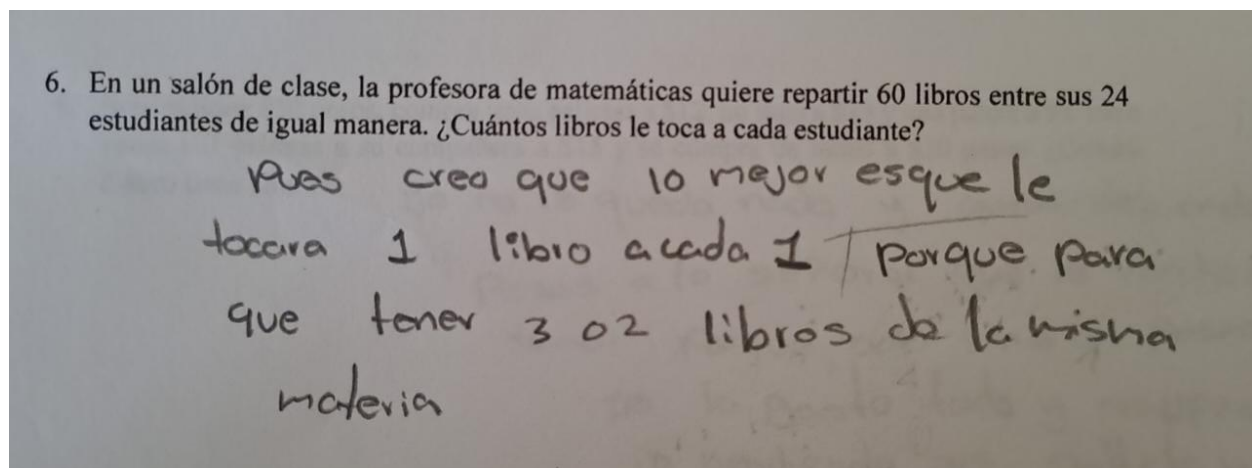 6. En un salón de clase, la profesora de matemáticas quiere repartir 60 libros entre sus 24
estudiantes de igual manera. ¿Cuántos libros le toca a cada estudiante?
Pues creo que lo mejor esque le
tocara 1 libro a cada 1 porque para
que tener 3 o 2 libros de la misma
materia